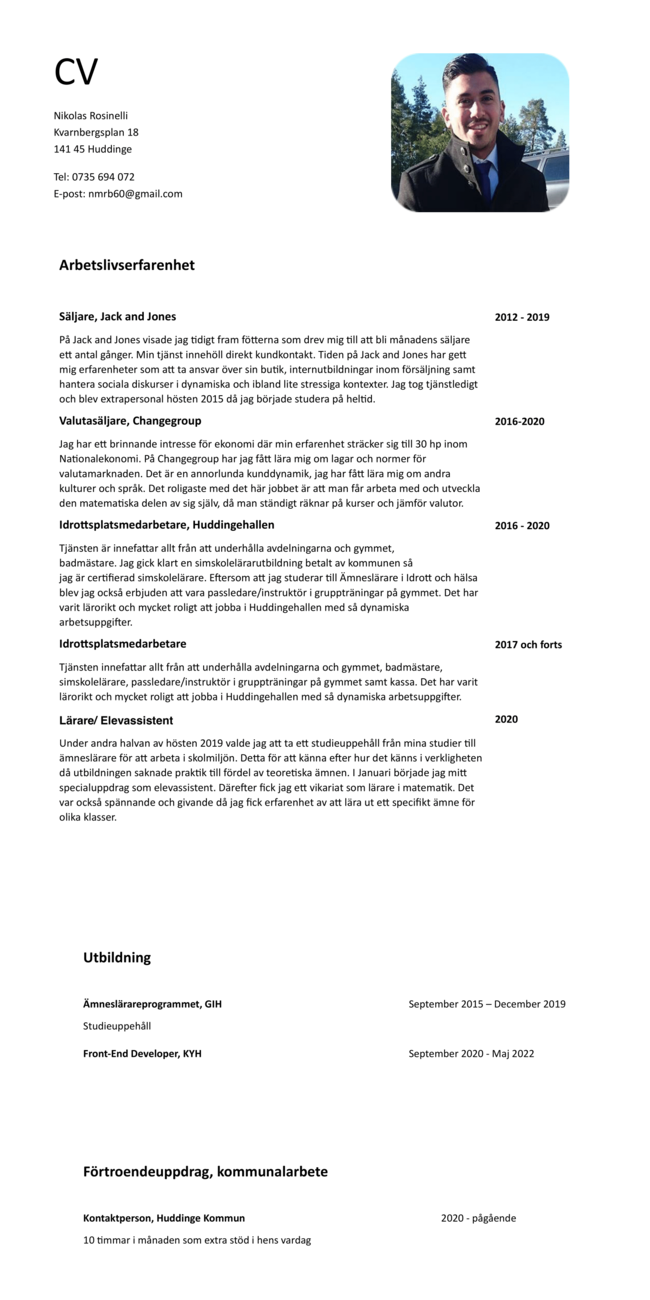 CV
Nikolas Rosinelli
Kvarnbergsplan 18
141 45 Huddinge
Tel: 0735 694 072
E-post: nmrb60@gmail.com
Arbetslivserfarenhet
Säljare, Jack and Jones 2012 - 2019
På Jack and Jones visade jag tidigt fram fötterna som drev mig till att bli månadens säljare
ett antal gånger. Min tjänst innehöll direkt kundkontakt. Tiden på Jack and Jones har gett
mig erfarenheter som att ta ansvar över sin butik, internutbildningar inom försäljning samt
hantera sociala diskurser i dynamiska och ibland lite stressiga kontexter. Jag tog tjänstledigt
och blev extrapersonal hösten 2015 då jag började studera på heltid.
Valutasäljare, Changegroup 2016-2020
Jag har ett brinnande intresse för ekonomi där min erfarenhet sträcker sig till 30 hp inom
Nationalekonomi. På Changegroup har jag fått lära mig om lagar och normer för
valutamarknaden. Det är en annorlunda kunddynamik, jag har fått lära mig om andra
kulturer och språk. Det roligaste med det här jobbet är att man får arbeta med och utveckla
den matematiska delen av sig själv, då man ständigt räknar på kurser och jämför valutor.
Idrottsplatsmedarbetare, Huddingehallen 2016 - 2020
Tjänsten är innefattar allt från att underhålla avdelningarna och gymmet,
badmästare. Jag gick klart en simskolelärarutbildning betalt av kommunen så
jag är certifierad simskolelärare. Eftersom att jag studerar till Ämneslärare i Idrott och hälsa
blev jag också erbjuden att vara passledare/instruktör i gruppträningar på gymmet. Det har
varit lärorikt och mycket roligt att jobba i Huddingehallen med så dynamiska
arbetsuppgifter.
Idrottsplatsmedarbetare 2017 och forts
Tjänsten innefattar allt från att underhålla avdelningarna och gymmet, badmästare,
simskolelärare, passledare/instruktör i gruppträningar på gymmet samt kassa. Det har varit
lärorikt och mycket roligt att jobba i Huddingehallen med så dynamiska arbetsuppgifter.
Lärare/ Elevassistent 2020
Under andra halvan av hösten 2019 valde jag att ta ett studieuppehåll från mina studier till
ämneslärare för att arbeta i skolmiljön. Detta för att känna efter hur det känns i verkligheten
då utbildningen saknade praktik till fördel av teoretiska ämnen. I Januari började jag mitt
specialuppdrag som elevassistent. Därefter fick jag ett vikariat som lärare i matematik. Det
var också spännande och givande då jag fick erfarenhet av att lära ut ett specifikt ämne för
olika klasser.
Utbildning
Ämneslärareprogrammet, GIH September 2015 – December 2019
Studieuppehåll
Front-End Developer, KYH September 2020 - Maj 2022
Förtroendeuppdrag, kommunalarbete
Kontaktperson, Huddinge Kommun 2020 - pågående
10 timmar i månaden som extra stöd i hens vardag